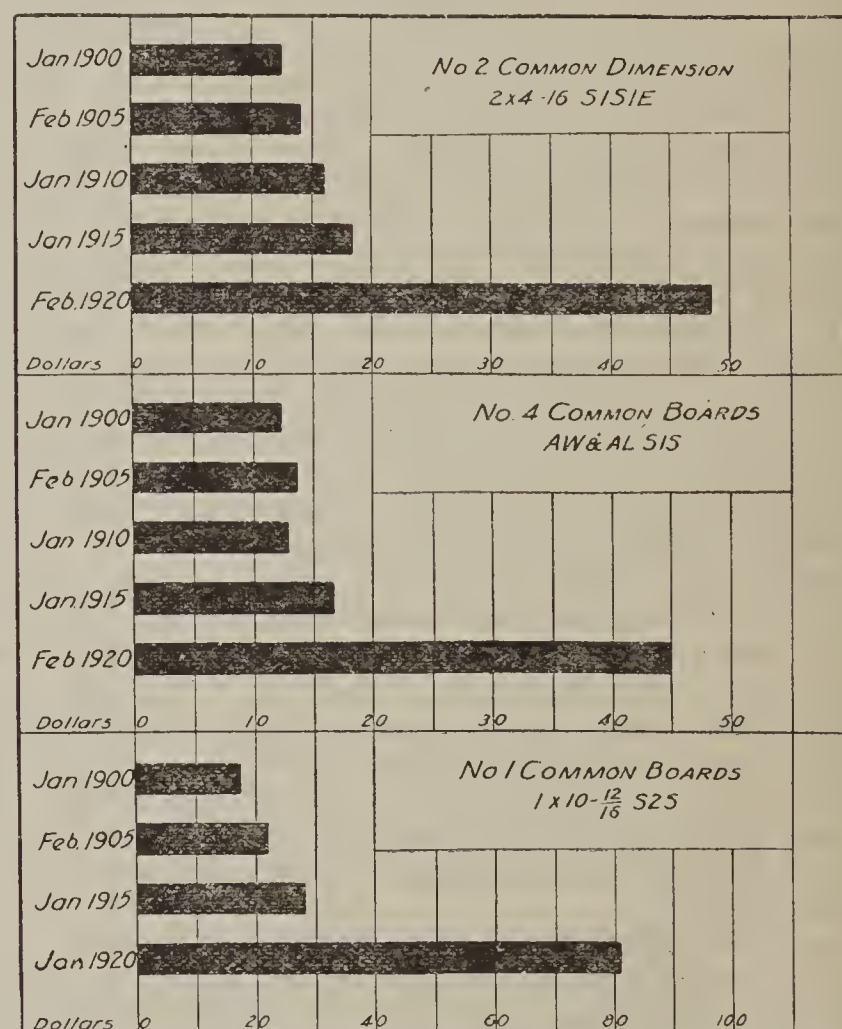 No 2 COMMON DIMENSION
2x4-16 S1S1E
Jan 1900
Feb 1905
Jan 1910
Jan 1915
Feb. 1920
Dollars 0 10 20 30 40 50
No. 4 COMMON BOARDS
AW & AL S1S
Jan 1900
Feb 1905
Jan 1910
Jan. 1915
Feb 1920
Dollars 0 10 20 30 40 50
No 1 COMMON BOARDS
1 x 10-12/16 S2S
Jan 1900
Feb. 1905
Jan 1915
Jan 1920
Dollars 0 20 40 60 80 100